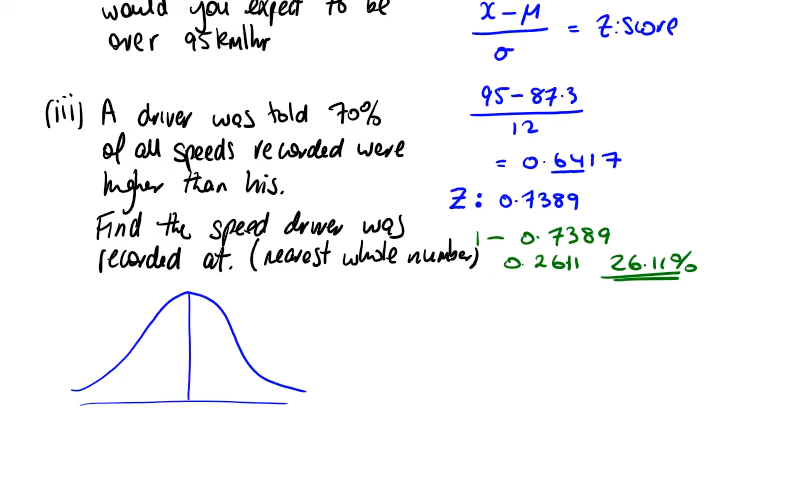 would you expect to be
over 95km/hr
(iii) A driver was told 70%
of all speeds recorded were
higher than his.
Find the speed driver was
recorded at. (nearest whole number)
x - μ
σ
= Z:score
95 - 87.3
12
= 0.6417
Z: 0.7389
1 - 0.7389
0.2611 26.11%